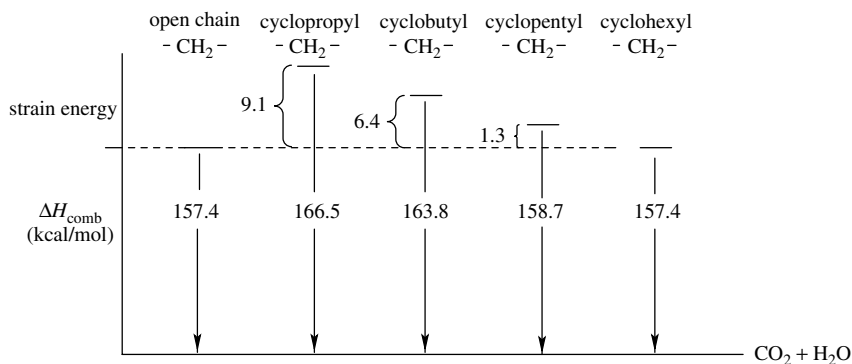 open chain cyclopropyl cyclobutyl cyclopentyl cyclohexyl
- CH₂ - - CH₂ - - CH₂ - - CH₂ - - CH₂ -
9.1
strain energy
6.4
1.3
ΔH_comb 157.4 166.5 163.8 158.7 157.4
(kcal/mol)
CO₂ + H₂O